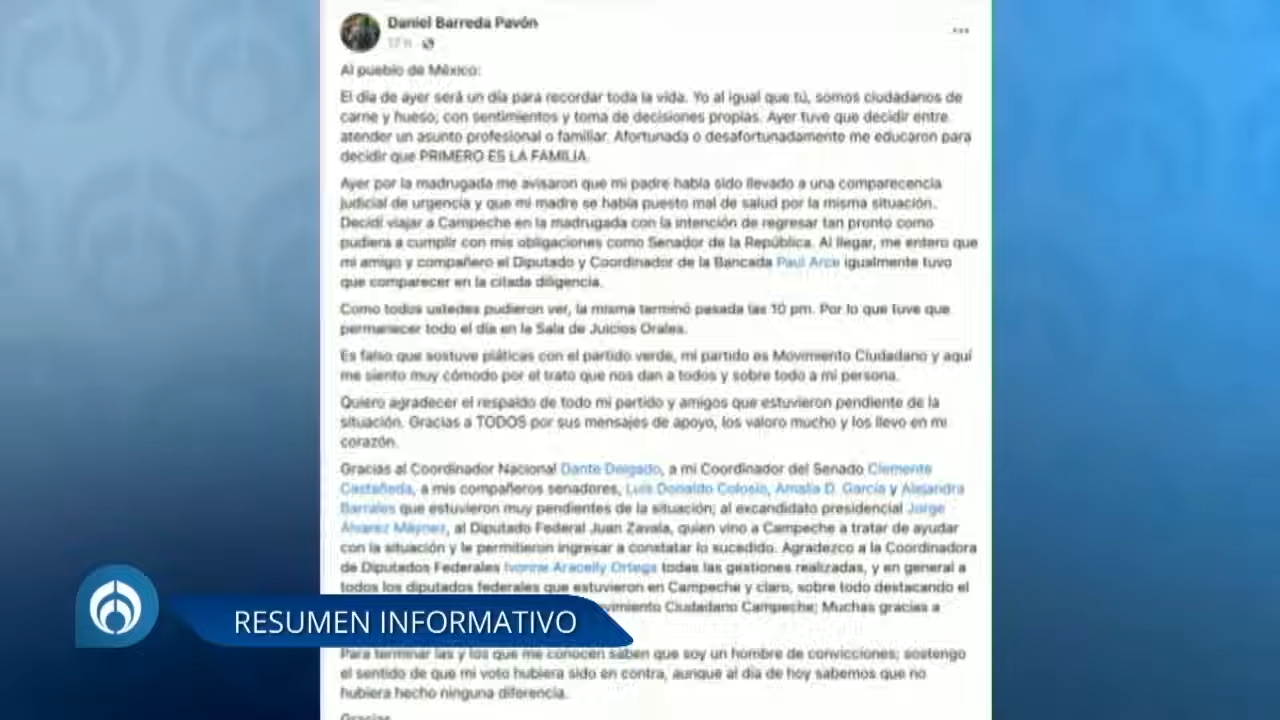 Daniel Barreda Pavón
17 h
Al pueblo de México:
El día de ayer será un día para recordar toda la vida. Yo al igual que tú, somos ciudadanos de
carne y hueso; con sentimientos y toma de decisiones propias. Ayer tuve que decidir entre
atender un asunto profesional o familiar. Afortunada o desafortunadamente me educaron para
decidir que PRIMERO ES LA FAMILIA.
Ayer por la madrugada me avisaron que mi padre había sido llevado a una comparecencia
judicial de urgencia y que mi madre se había puesto mal de salud por la misma situación.
Decidí viajar a Campeche en la madrugada con la intención de regresar tan pronto como
pudiera a cumplir con mis obligaciones como Senador de la República. Al llegar, me entero que
mi amigo y compañero el Diputado y Coordinador de la Bancada Paul Arce igualmente tuvo
que comparecer en la citada diligencia.
Como todos ustedes pudieron ver, la misma terminó pasada las 10 pm. Por lo que tuve que
permanecer todo el día en la Sala de Juicios Orales.
Es falso que sostuve pláticas con el partido verde, mi partido es Movimiento Ciudadano y aquí
me siento muy cómodo por el trato que nos dan a todos y sobre todo a mi persona.
Quiero agradecer el respaldo de todo mi partido y amigos que estuvieron pendiente de la
situación. Gracias a TODOS por sus mensajes de apoyo, los valoro mucho y los llevo en mi
corazón.
Gracias al Coordinador Nacional Dante Delgado, a mi Coordinador del Senado Clemente
Castañeda, a mis compañeros senadores, Luis Donaldo Colosio, Amalia D. García y Alejandra
Barrales que estuvieron muy pendientes de la situación; al excandidato presidencial Jorge
Álvarez Máynez, al Diputado Federal Juan Zavala, quien vino a Campeche a tratar de ayudar
con la situación y le permitieron ingresar a constatar lo sucedido. Agradezco a la Coordinadora
de Diputados Federales Ivonne Aracelly Ortega todas las gestiones realizadas, y en general a
todos los diputados federales que estuvieron en Campeche y claro, sobre todo destacando el
Movimiento Ciudadano Campeche; Muchas gracias a
RESUMEN INFORMATIVO
Para terminar las y los que me conocen saben que soy un hombre de convicciones; sostengo
el sentido de que mi voto hubiera sido en contra, aunque al día de hoy sabemos que no
hubiera hecho ninguna diferencia.
Gracias